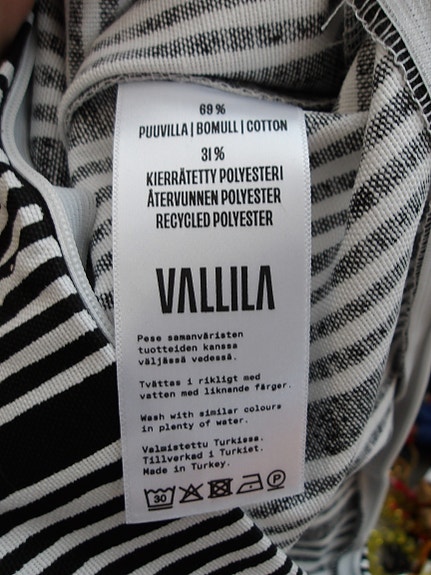 69 %
PUUVILLA | BOMULL | COTTON
31 %
KIERRÄTETTY POLYESTERI
ÅTERVUNNEN POLYESTER
RECYCLED POLYESTER
VALLILA
Pese samanväristen
tuotteiden kanssa
väljässä vedessä.
Tvättas i rikligt med
vatten med liknande färger.
Wash with similar colours
in plenty of water.
Valmistettu Turkissa.
Tillverkad i Turkiet.
Made in Turkey.
30 P